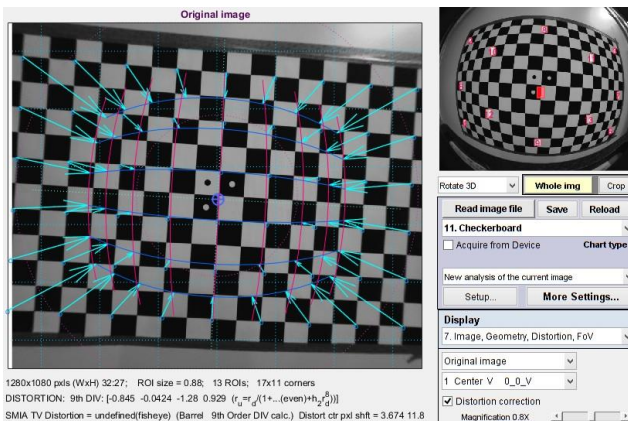 Original image
Rotate 3D
Whole img
Crop
Read image file
Save
Reload
11. Checkerboard
Acquire from Device
Chart type
New analysis of the current image
Setup...
More Settings...
Display
7. Image, Geometry, Distortion, FoV
Original image
1 Center V 0_0_V
Distortion correction
Magnification 0.8X
1280x1080 pxls (WxH) 32:27; ROI size = 0.88; 13 ROIs; 17x11 corners
DISTORTION: 9th DIV: [-0.845 -0.0424 -1.28 0.929 (r_u=r_d/(1+...(even)+h_2r_d^8))]
SMIA TV Distortion = undefined(fisheye) (Barrel 9th Order DIV calc.) Distort ctr pxl shft = 3.674 11.8